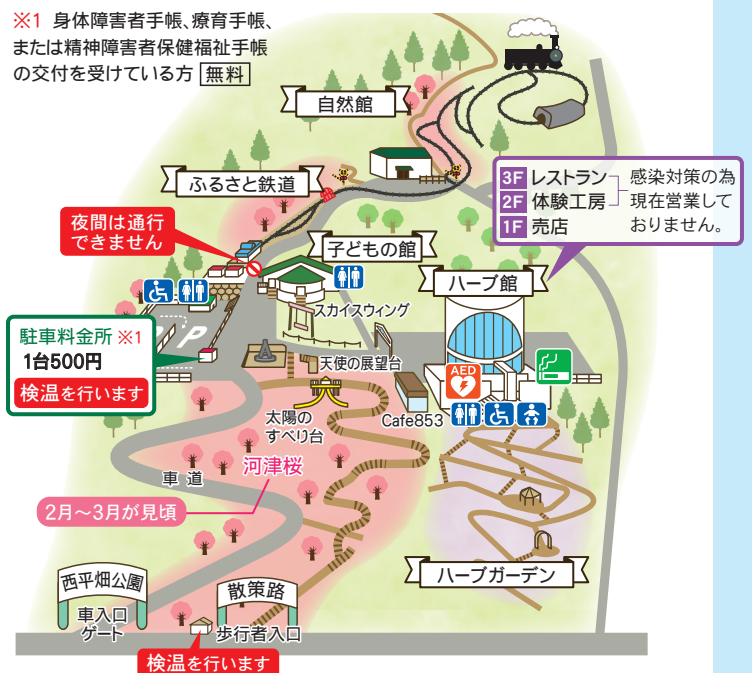 ※1 身体障害者手帳、療育手帳、
または精神障害者保健福祉手帳
の交付を受けている方 無料
自然館
ふるさと鉄道
3F レストラン
2F 体験工房
1F 売店
感染対策の為
現在営業して
おりません。
夜間は通行
できません
子どもの館
ハーブ館
スカイスウィング
駐車料金所 ※1
1台500円
検温を行います
P
天使の展望台
AED
太陽の
すべり台
Cafe853
車道
河津桜
2月～3月が見頃
西平畑公園
車入口
ゲート
散策路
歩行者入口
ハーブガーデン
検温を行います